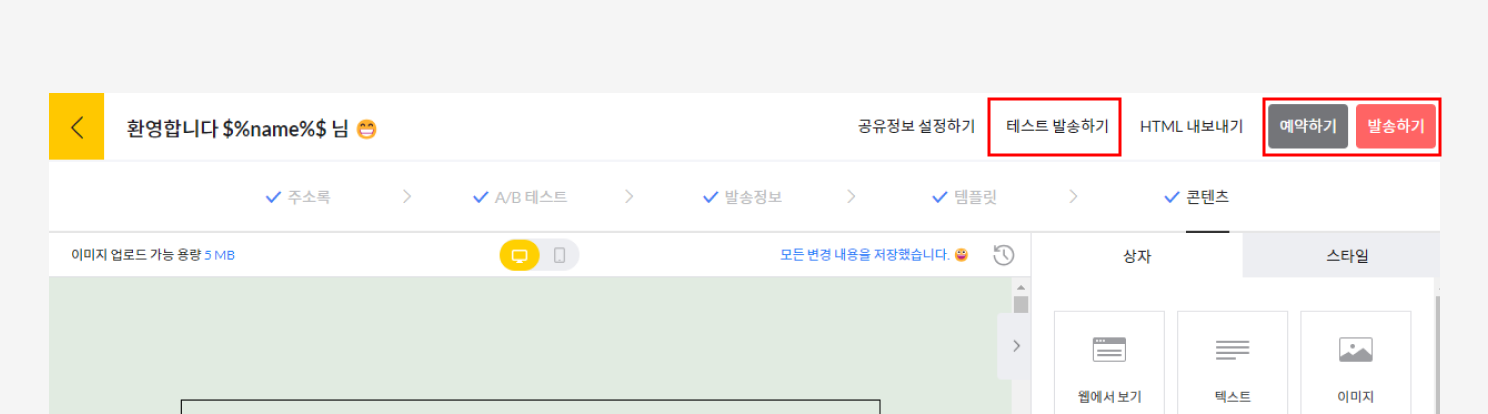 환영합니다 $%name%$ 님 😁
공유정보 설정하기 테스트 발송하기 HTML 내보내기 예약하기 발송하기
주소록 A/B 테스트 발송정보 템플릿 콘텐츠
이미지 업로드 가능 용량 5 MB 모든 변경 내용을 저장했습니다. 😀 상자 스타일
웹에서 보기 텍스트 이미지